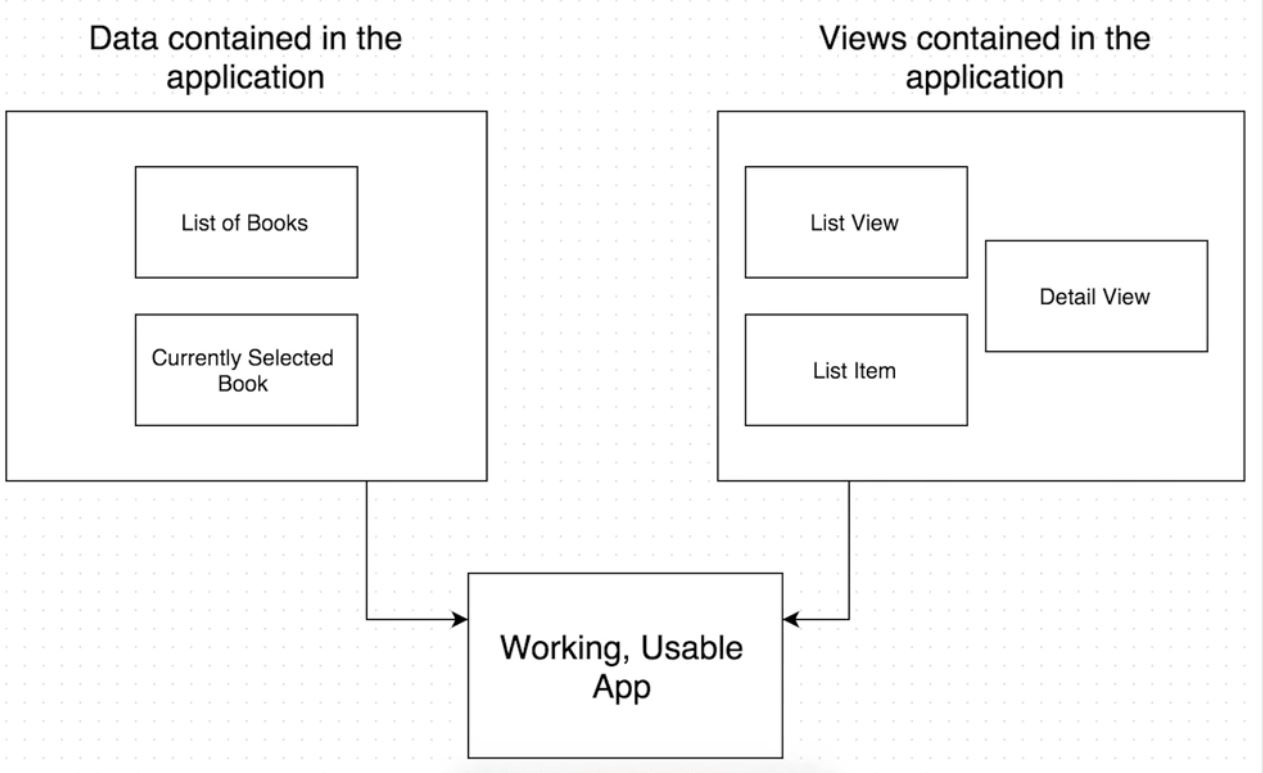 Data contained in the
application
List of Books
Currently Selected
Book
Views contained in the
application
List View
Detail View
List Item
Working, Usable
App